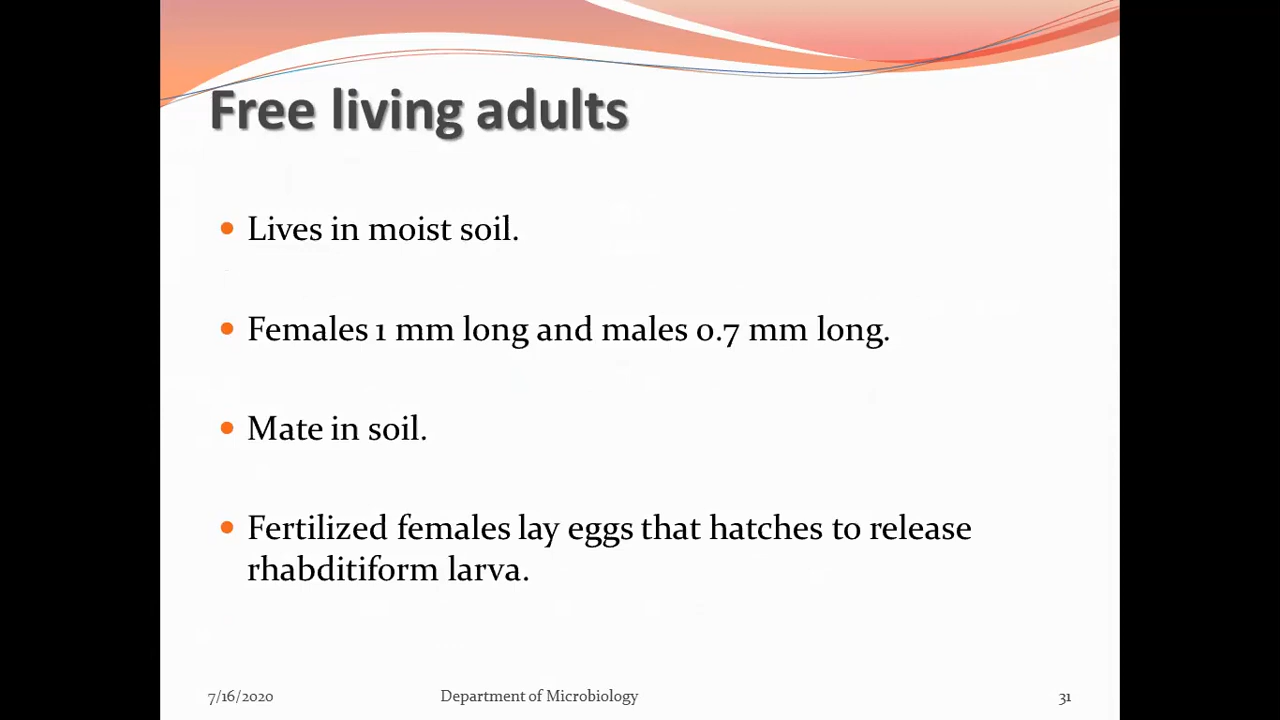 Free living adults
• Lives in moist soil.
• Females 1 mm long and males 0.7 mm long.
• Mate in soil.
• Fertilized females lay eggs that hatches to release
rhabditiform larva.
7/16/2020 Department of Microbiology 31